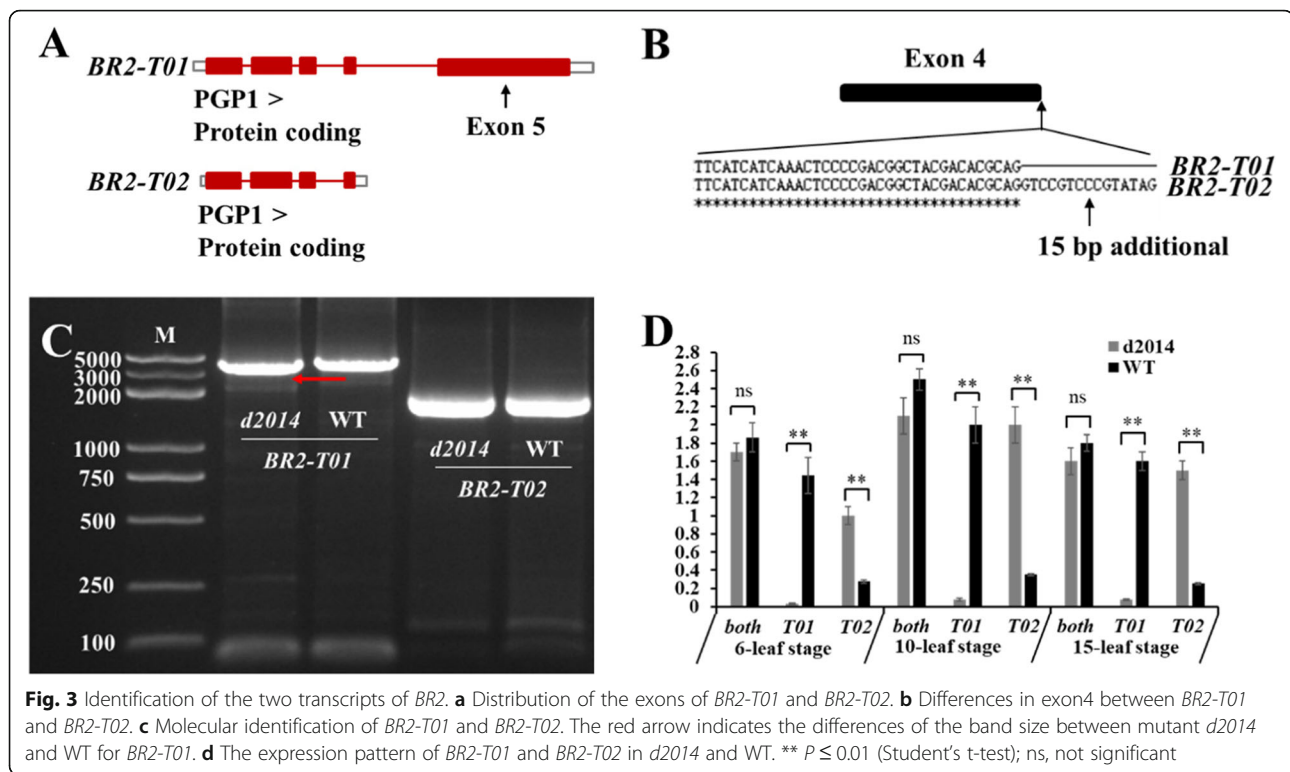 A
BR2-T01
PGP1 >
Protein coding
Exon 5
BR2-T02
PGP1 >
Protein coding
B
Exon 4
TTCATCATCAAACTCCCCGACGGCTACGACACGCAG
BR2-T01
TTCATCATCAAACTCCCCGACGGCTACGACACGCAGGTCCGTCCCGTATAG
BR2-T02
************************************
15 bp additional
C
M
5000
3000
2000
1000
750
500
250
100
d2014 WT
BR2-T01
d2014 WT
BR2-T02
D
d2014
WT
2.8
2.6
2.4
2.2
2
1.8
1.6
1.4
1.2
1
0.8
0.6
0.4
0.2
0
ns ** ** ns ** ** ns ** **
both T01 T02 both T01 T02 both T01 T02
6-leaf stage 10-leaf stage 15-leaf stage
Fig. 3 Identification of the two transcripts of BR2. a Distribution of the exons of BR2-T01 and BR2-T02. b Differences in exon4 between BR2-T01
and BR2-T02. c Molecular identification of BR2-T01 and BR2-T02. The red arrow indicates the differences of the band size between mutant d2014
and WT for BR2-T01. d The expression pattern of BR2-T01 and BR2-T02 in d2014 and WT. ** P ≤ 0.01 (Student's t-test); ns, not significant